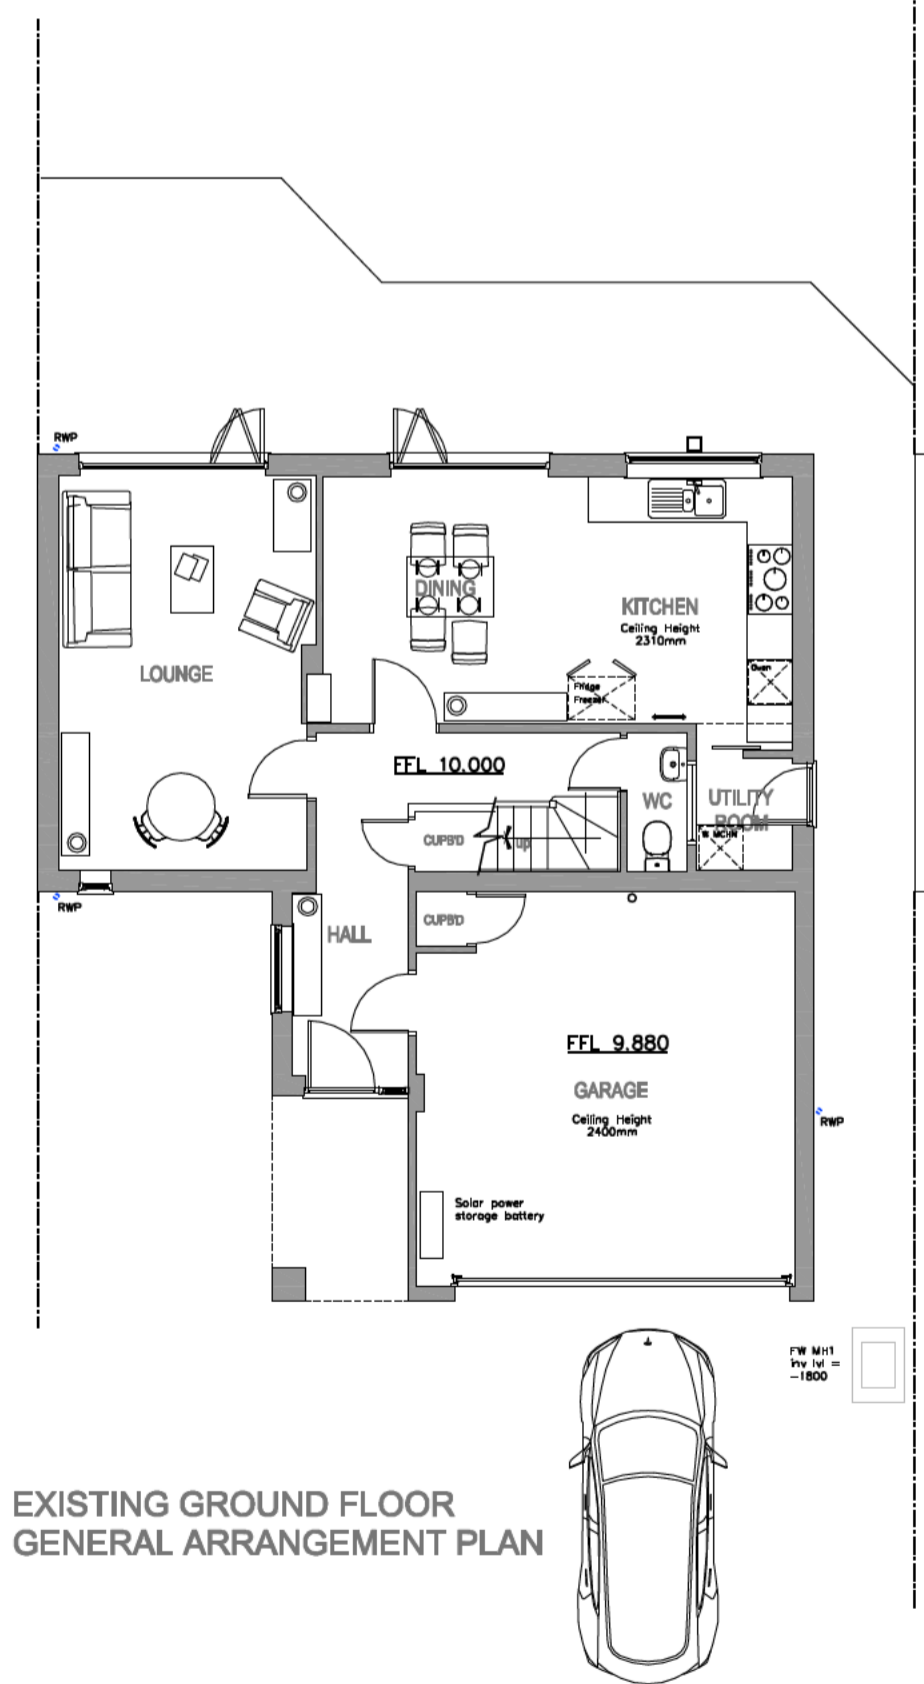 RWP
DINING
KITCHEN
Ceiling Height
2310mm
LOUNGE
Oven
Fridge
Freezer
FFL 10.000
WC
UTILITY
ROOM
W MCHN
CUPB'D
up
RWP
CUPB'D
HALL
FFL 9.880
GARAGE
Ceiling Height
2400mm
RWP
Solar power
storage battery
FW MH1
inv lvl =
-1800
EXISTING GROUND FLOOR
GENERAL ARRANGEMENT PLAN